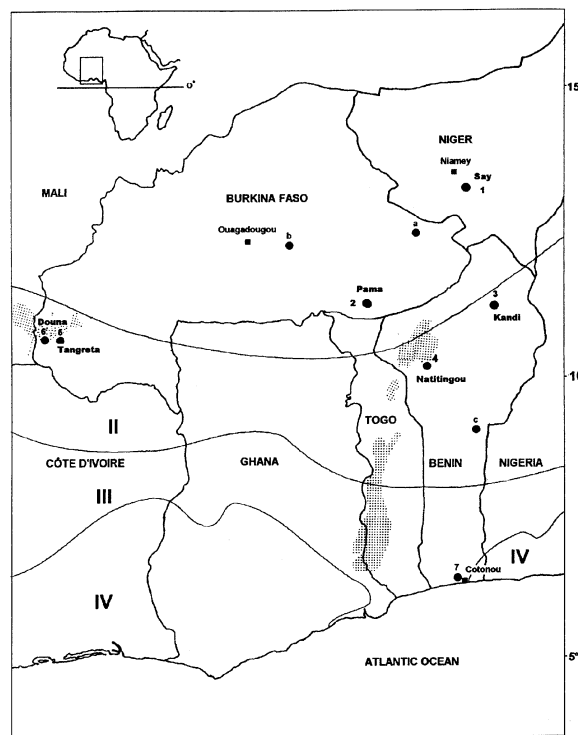 0°
15
NIGER
Niamey
Say
1
MALI
BURKINA FASO
a
Ouagadougou
b
Pama
2
3
Kandi
Douna
6
5
Tangreta
4
Natitingou
10
II
TOGO
c
CÔTE D'IVOIRE
GHANA
BENIN
NIGERIA
III
IV
IV
7
Cotonou
5°
ATLANTIC OCEAN